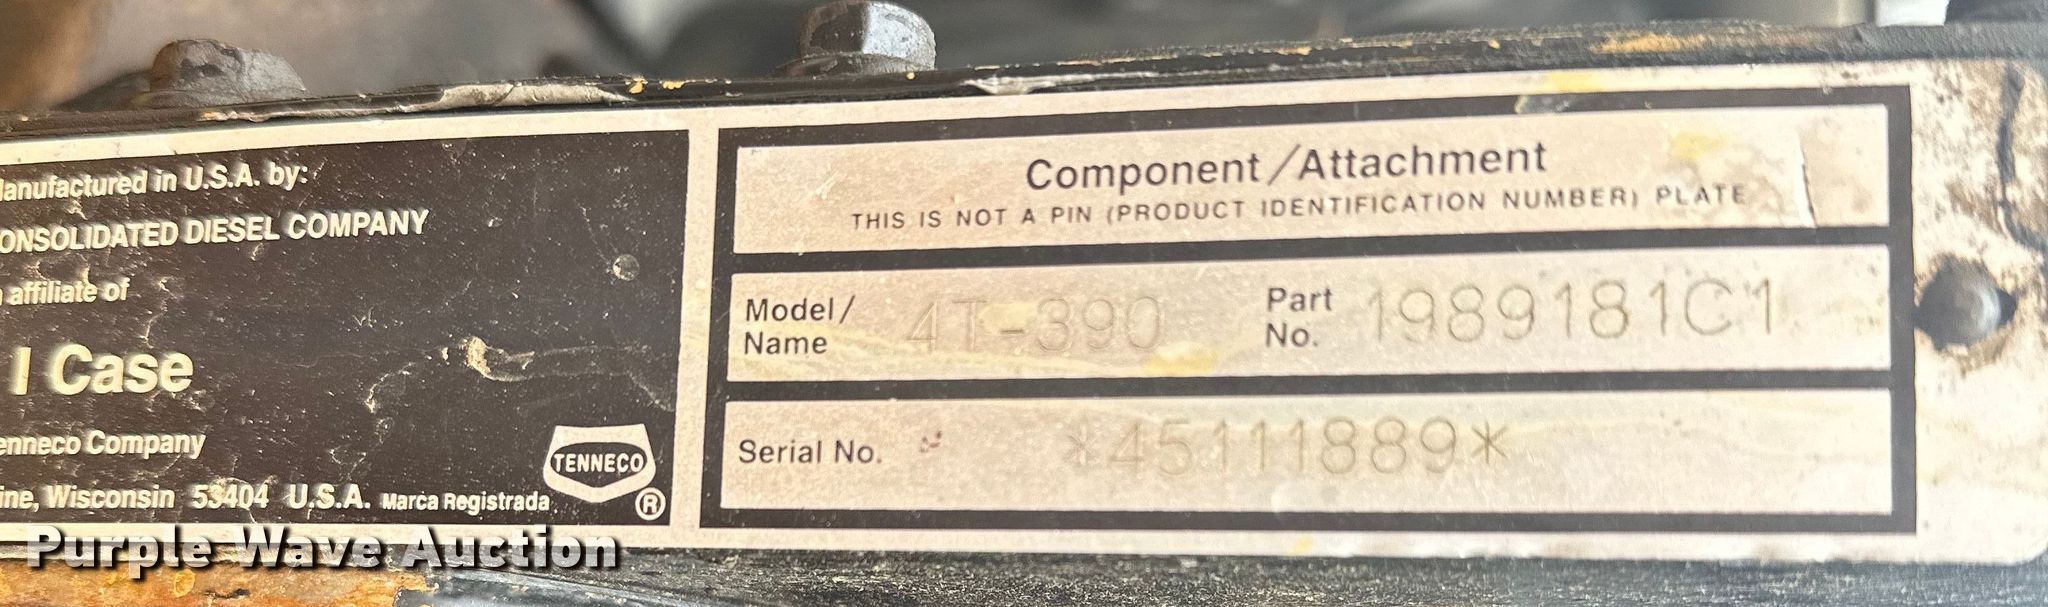 anufactured in U.S.A. by:
ONSOLIDATED DIESEL COMPANY
affiliate of
I Case
enneco Company
TENNECO
ine, Wisconsin 53404 U.S.A. Marca Registrada ®
Component/Attachment
THIS IS NOT A PIN (PRODUCT IDENTIFICATION NUMBER) PLATE
Model/Name 4T-390 Part No. 1989181C1
Serial No. *45111889*
Purple Wave Auction